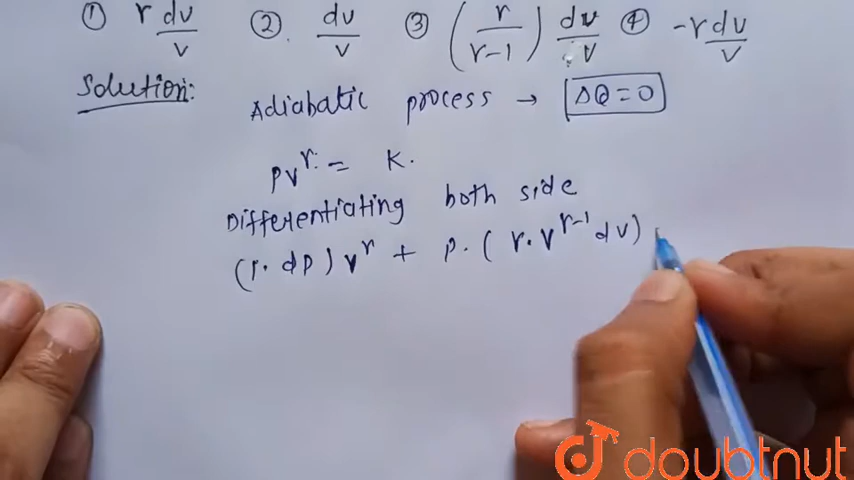 ① r dv/v ②. dv/v ③ (r/r-1) dv/v ④ -r dv/v
Solution:
Adiabatic process → ΔQ = 0
PV^r = K.
Differentiating both side
(1. dp) v^r + p. (r. v^r-1 dv)
doubtnut